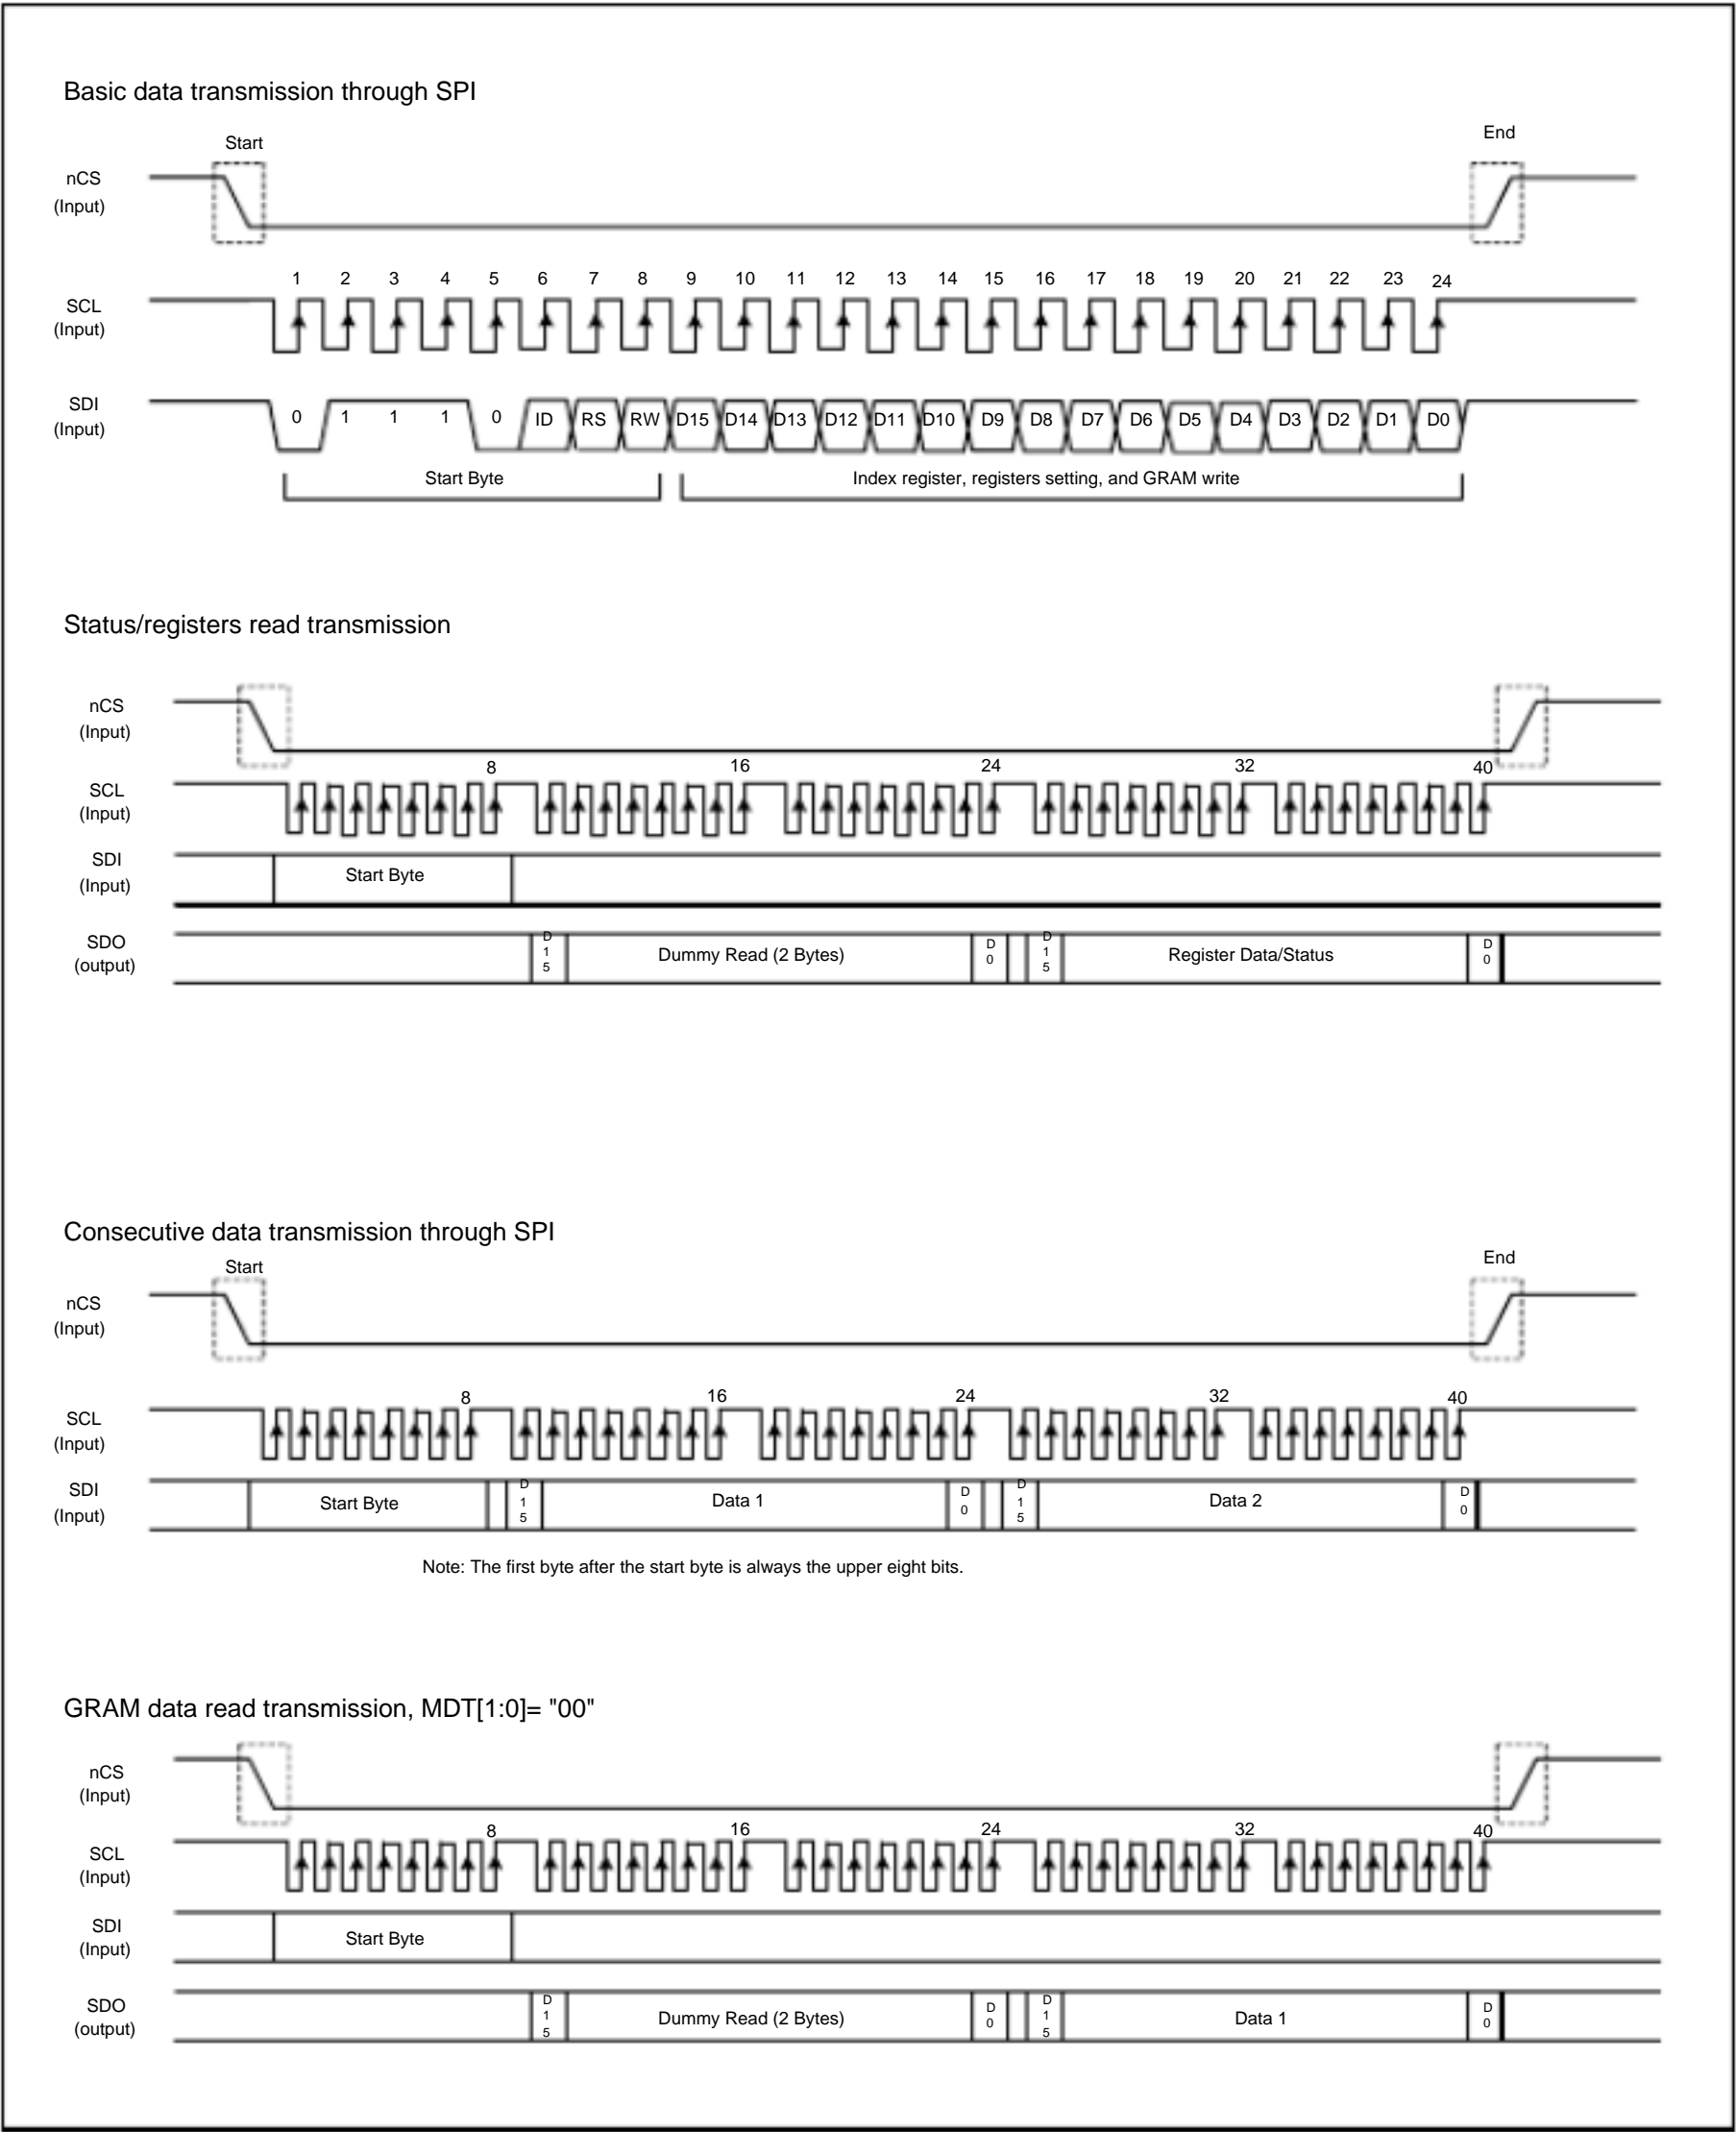 Basic data transmission through SPI
Start
End
nCS
(Input)
1 2 3 4 5 6 7 8 9 10 11 12 13 14 15 16 17 18 19 20 21 22 23 24
SCL
(Input)
SDI
(Input)
0 1 1 1 0 ID RS RW D15 D14 D13 D12 D11 D10 D9 D8 D7 D6 D5 D4 D3 D2 D1 D0
Start Byte
Index register, registers setting, and GRAM write
Status/registers read transmission
nCS
(Input)
8 16 24 32 40
SCL
(Input)
SDI
(Input)
Start Byte
SDO
(output)
D15 Dummy Read (2 Bytes) D0 D15 Register Data/Status D0
Consecutive data transmission through SPI
Start
End
nCS
(Input)
8 16 24 32 40
SCL
(Input)
SDI
(Input)
Start Byte D15 Data 1 D0 D15 Data 2 D0
Note: The first byte after the start byte is always the upper eight bits.
GRAM data read transmission, MDT[1:0]= "00"
nCS
(Input)
8 16 24 32 40
SCL
(Input)
SDI
(Input)
Start Byte
SDO
(output)
D15 Dummy Read (2 Bytes) D0 D15 Data 1 D0